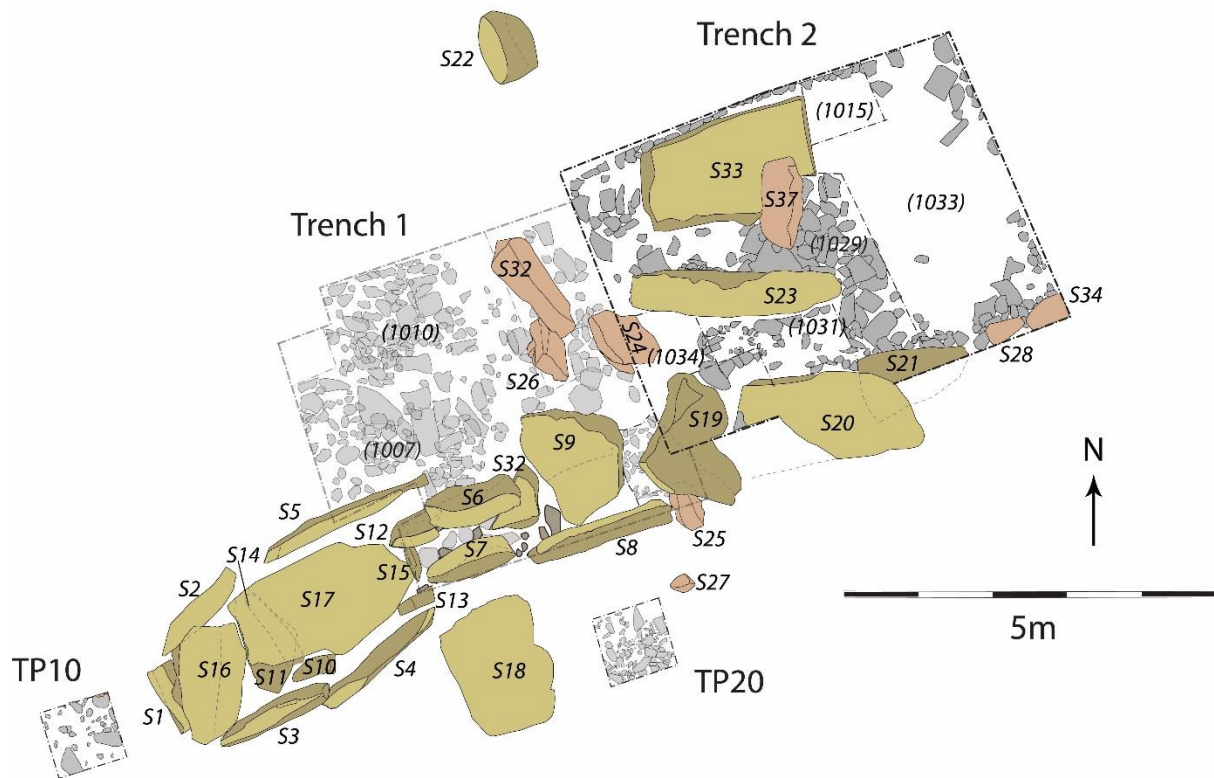 Trench 2
S22
(1015)
S33
S37
(1033)
Trench 1
(1029)
S32
S23
S34
(1010)
(1031)
S24
(1034)
S28
S26
S21
S19
S20
S9
(1007)
S32
N
S6
S5
S12
S7
S8
S25
S14
S15
S2
S17
S27
S13
5m
S4
S18
TP10
S16
S11
S10
TP20
S1
S3